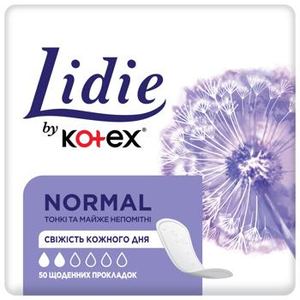 Lidie
by Kotex®
NORMAL
ТОНКІ ТА МАЙЖЕ НЕПОМІТНІ
СВІЖІСТЬ КОЖНОГО ДНЯ
50 ЩОДЕННИХ ПРОКЛАДОК